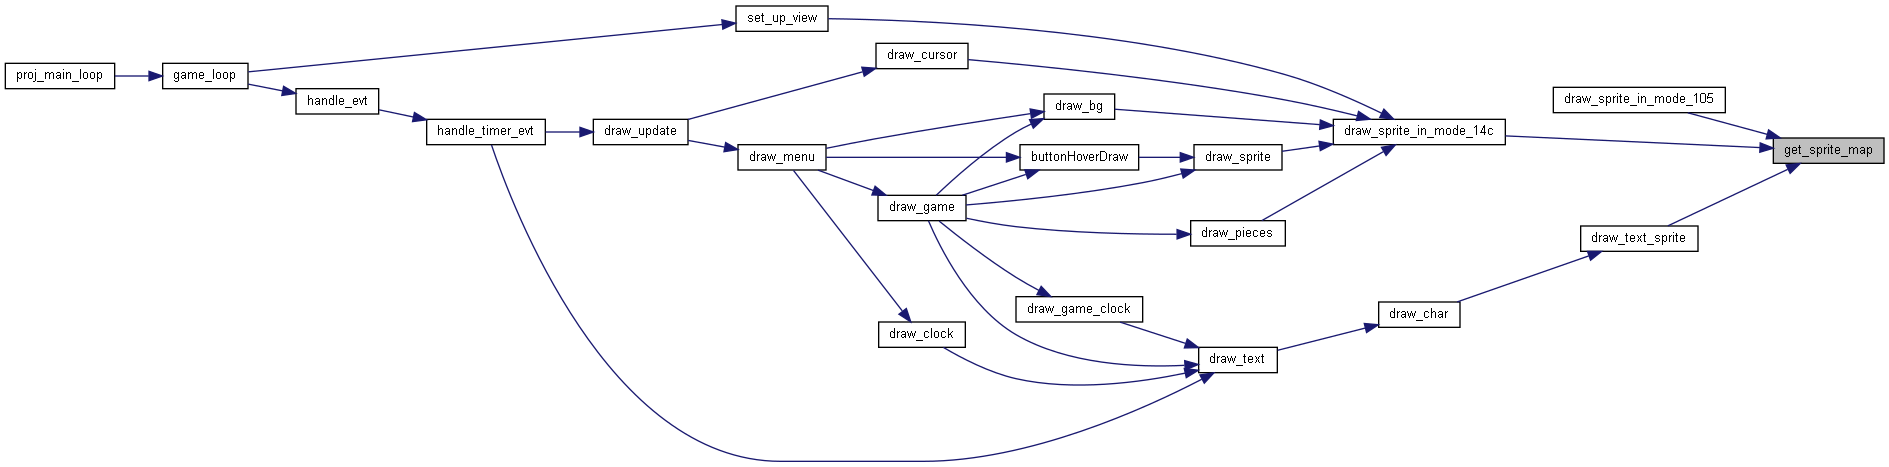 set_up_view
draw_cursor
proj_main_loop
game_loop
handle_evt
draw_bg
draw_sprite_in_mode_105
handle_timer_evt
draw_update
draw_sprite_in_mode_14c
draw_menu
buttonHoverDraw
draw_sprite
get_sprite_map
draw_game
draw_pieces
draw_text_sprite
draw_game_clock
draw_char
draw_clock
draw_text